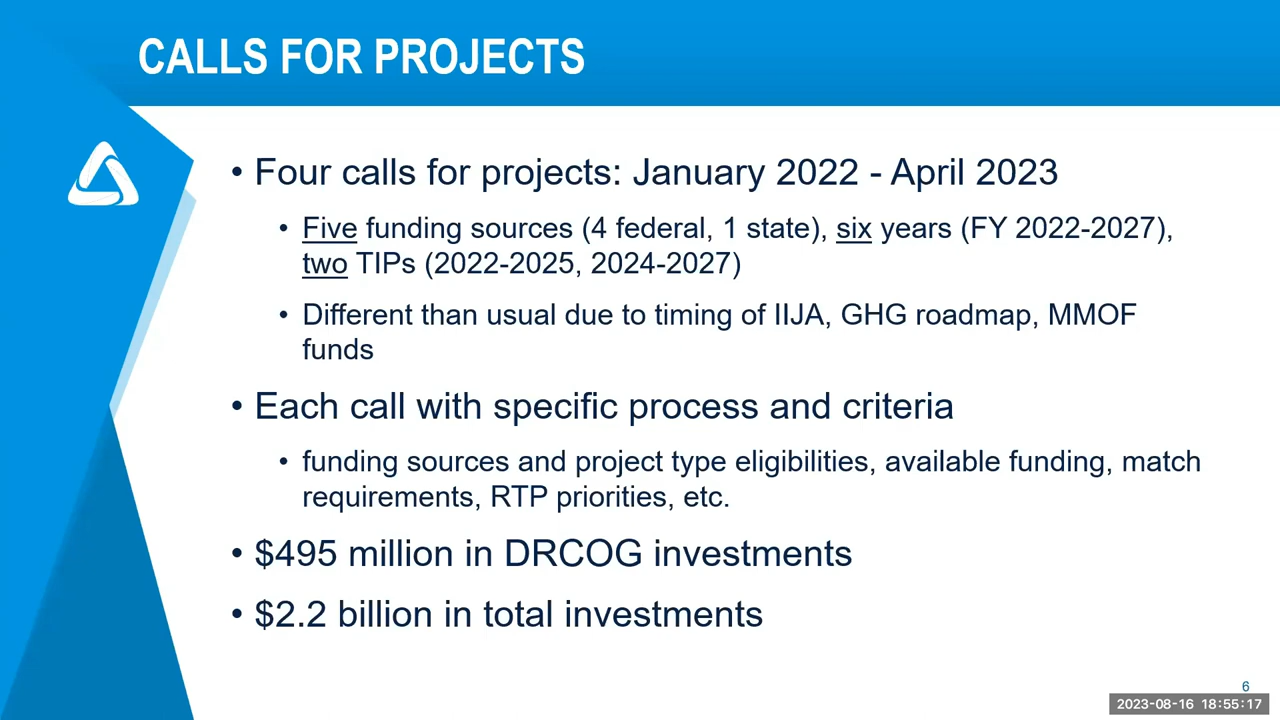 CALLS FOR PROJECTS
• Four calls for projects: January 2022 - April 2023
• Five funding sources (4 federal, 1 state), six years (FY 2022-2027),
two TIPs (2022-2025, 2024-2027)
• Different than usual due to timing of IIJA, GHG roadmap, MMOF
funds
• Each call with specific process and criteria
• funding sources and project type eligibilities, available funding, match
requirements, RTP priorities, etc.
• $495 million in DRCOG investments
• $2.2 billion in total investments
6
2023-08-16 18:55:17